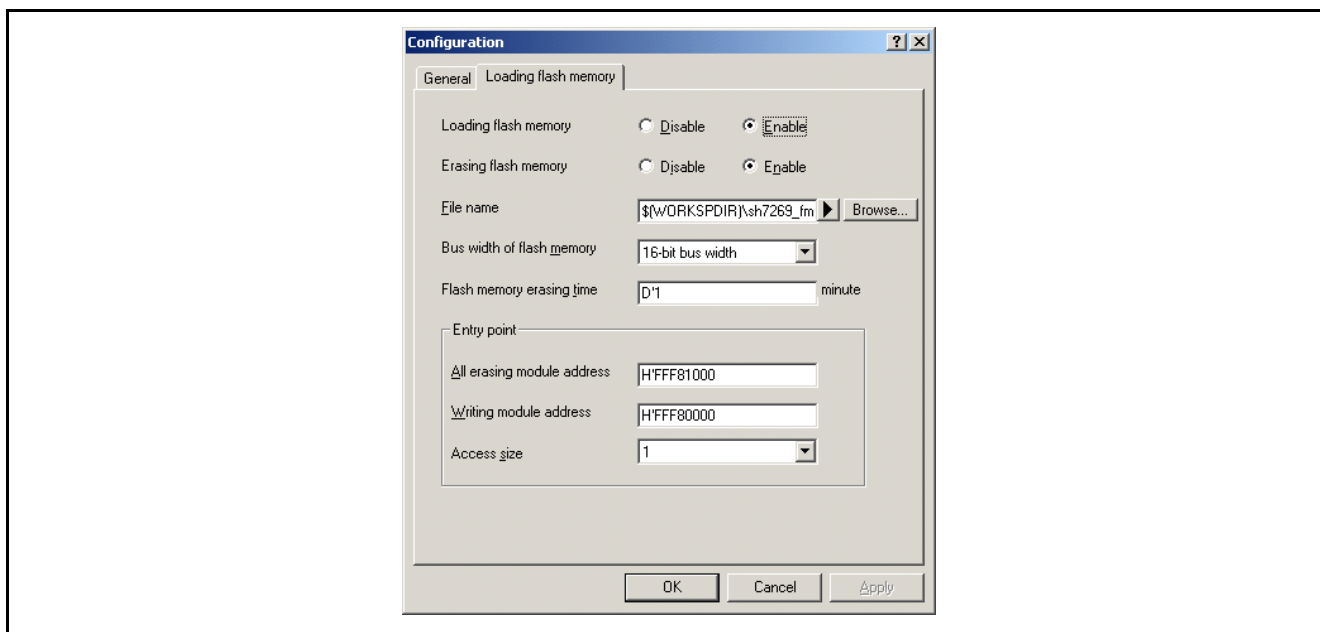 Configuration
General Loading flash memory
Loading flash memory Disable Enable
Erasing flash memory Disable Enable
File name $(WORKSPDIR)\sh7269_fm Browse...
Bus width of flash memory 16-bit bus width
Flash memory erasing time D'1 minute
Entry point
All erasing module address H'FFF81000
Writing module address H'FFF80000
Access size 1
OK Cancel Apply